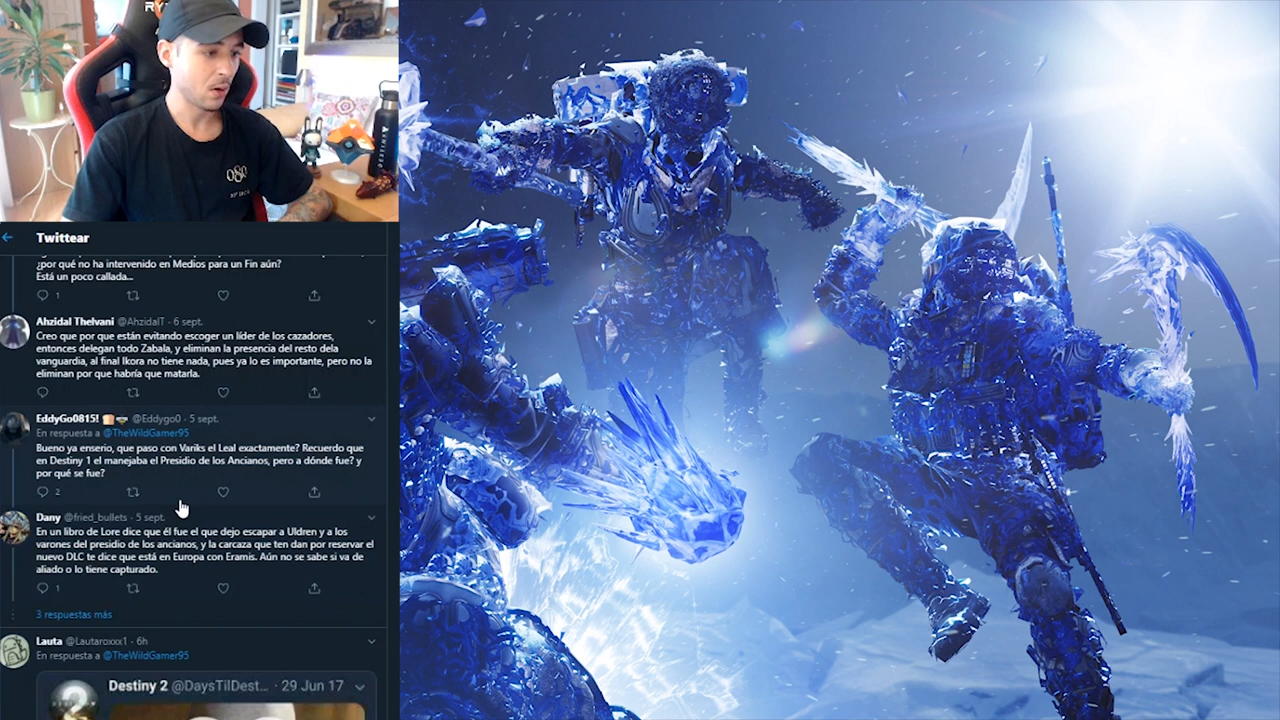 RY
080
Twittear
¿por qué no ha intervenido en Medios para un Fin aún?
Está un poco callada...
1
Ahzidal Thelvani @AhzidalT · 6 sept.
Creo que por que están evitando escoger un líder de los cazadores,
entonces delegan todo Zabala, y eliminan la presencia del resto dela
vanguardia, al final Ikora no tiene nada, pues ya lo es importante, pero no la
eliminan por que habría que matarla.
EddyGo0815! @Eddygo0 · 5 sept.
En respuesta a @TheWildGamer95
Bueno ya enserio, que paso con Variks el Leal exactamente? Recuerdo que
en Destiny 1 el manejaba el Presidio de los Ancianos, pero a dónde fue? y
por qué se fue?
2
Dany @fried_bullets · 5 sept.
En un libro de Lore dice que él fue el que dejo escapar a Uldren y a los
varones del presidio de los ancianos, y la carcaza que ten dan por reservar el
nuevo DLC te dice que está en Europa con Eramis. Aún no se sabe si va de
aliado o lo tiene capturado.
1
3 respuestas más
Lauta @Lautaroxxx1 · 6h
En respuesta a @TheWildGamer95
Destiny 2 @DaysTilDest... · 29 Jun 17